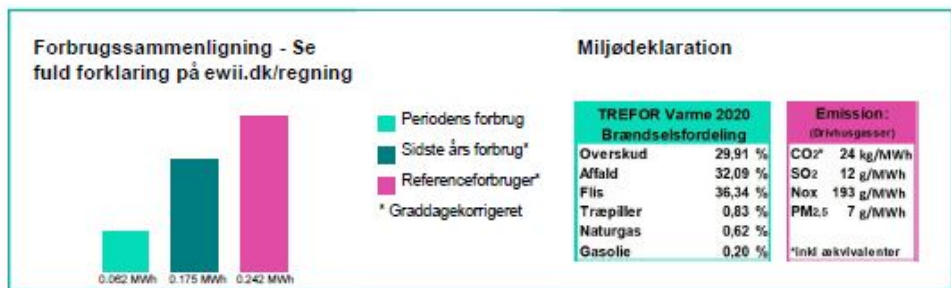 Forbrugssammenligning - Se
fuld forklaring på ewii.dk/regning
Periodens forbrug
Sidste års forbrug*
Referenceforbruger*
* Graddagekorrigeret
0.062 MWh 0.175 MWh 0.242 MWh
Miljødeklaration
TREFOR Varme 2020
Brændselsfordeling
Overskud 29,91 %
Affald 32,09 %
Flis 36,34 %
Træpiller 0,83 %
Naturgas 0,62 %
Gasolie 0,20 %
Emission:
(Drivhusgasser)
CO2* 24 kg/MWh
SO2 12 g/MWh
Nox 193 g/MWh
PM2,5 7 g/MWh
*inkl ækvivalenter